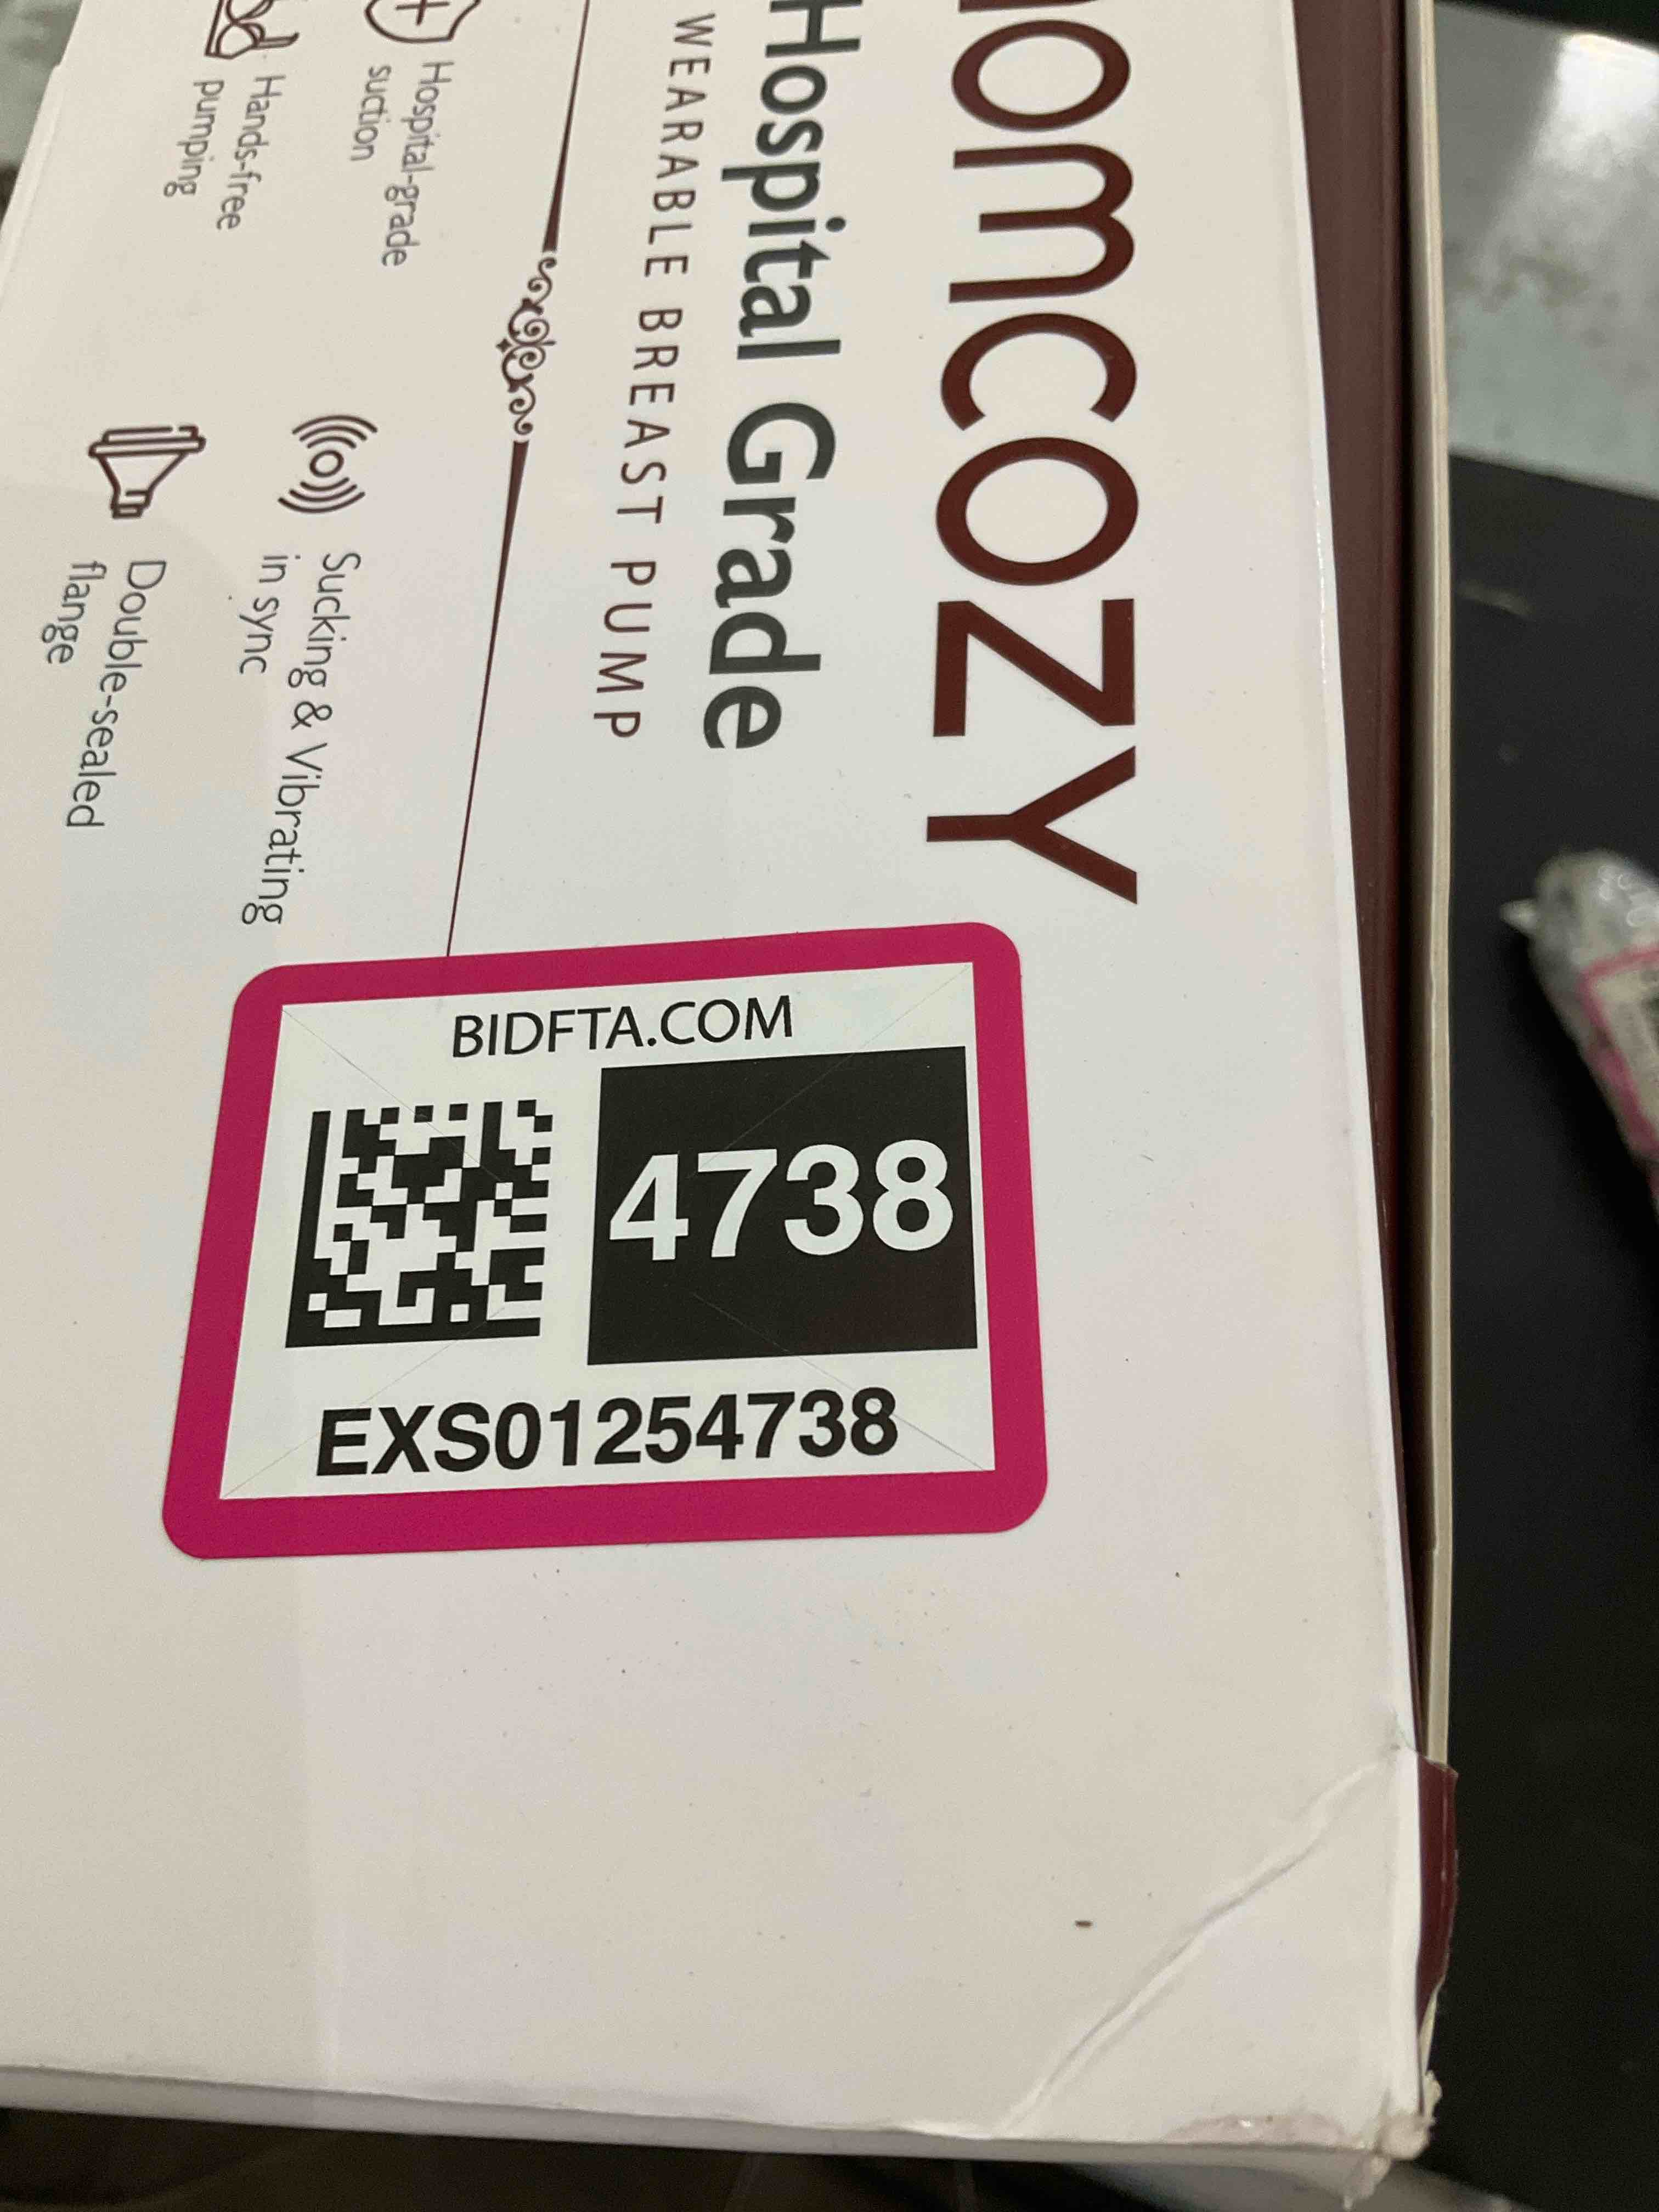 omcozy
Hospital Grade
WEARABLE BREAST PUMP
Hospital-grade
suction
Hands-free
pumping
Sucking & Vibrating
in sync
Double-sealed
flange
BIDFTA.COM
4738
EXS01254738